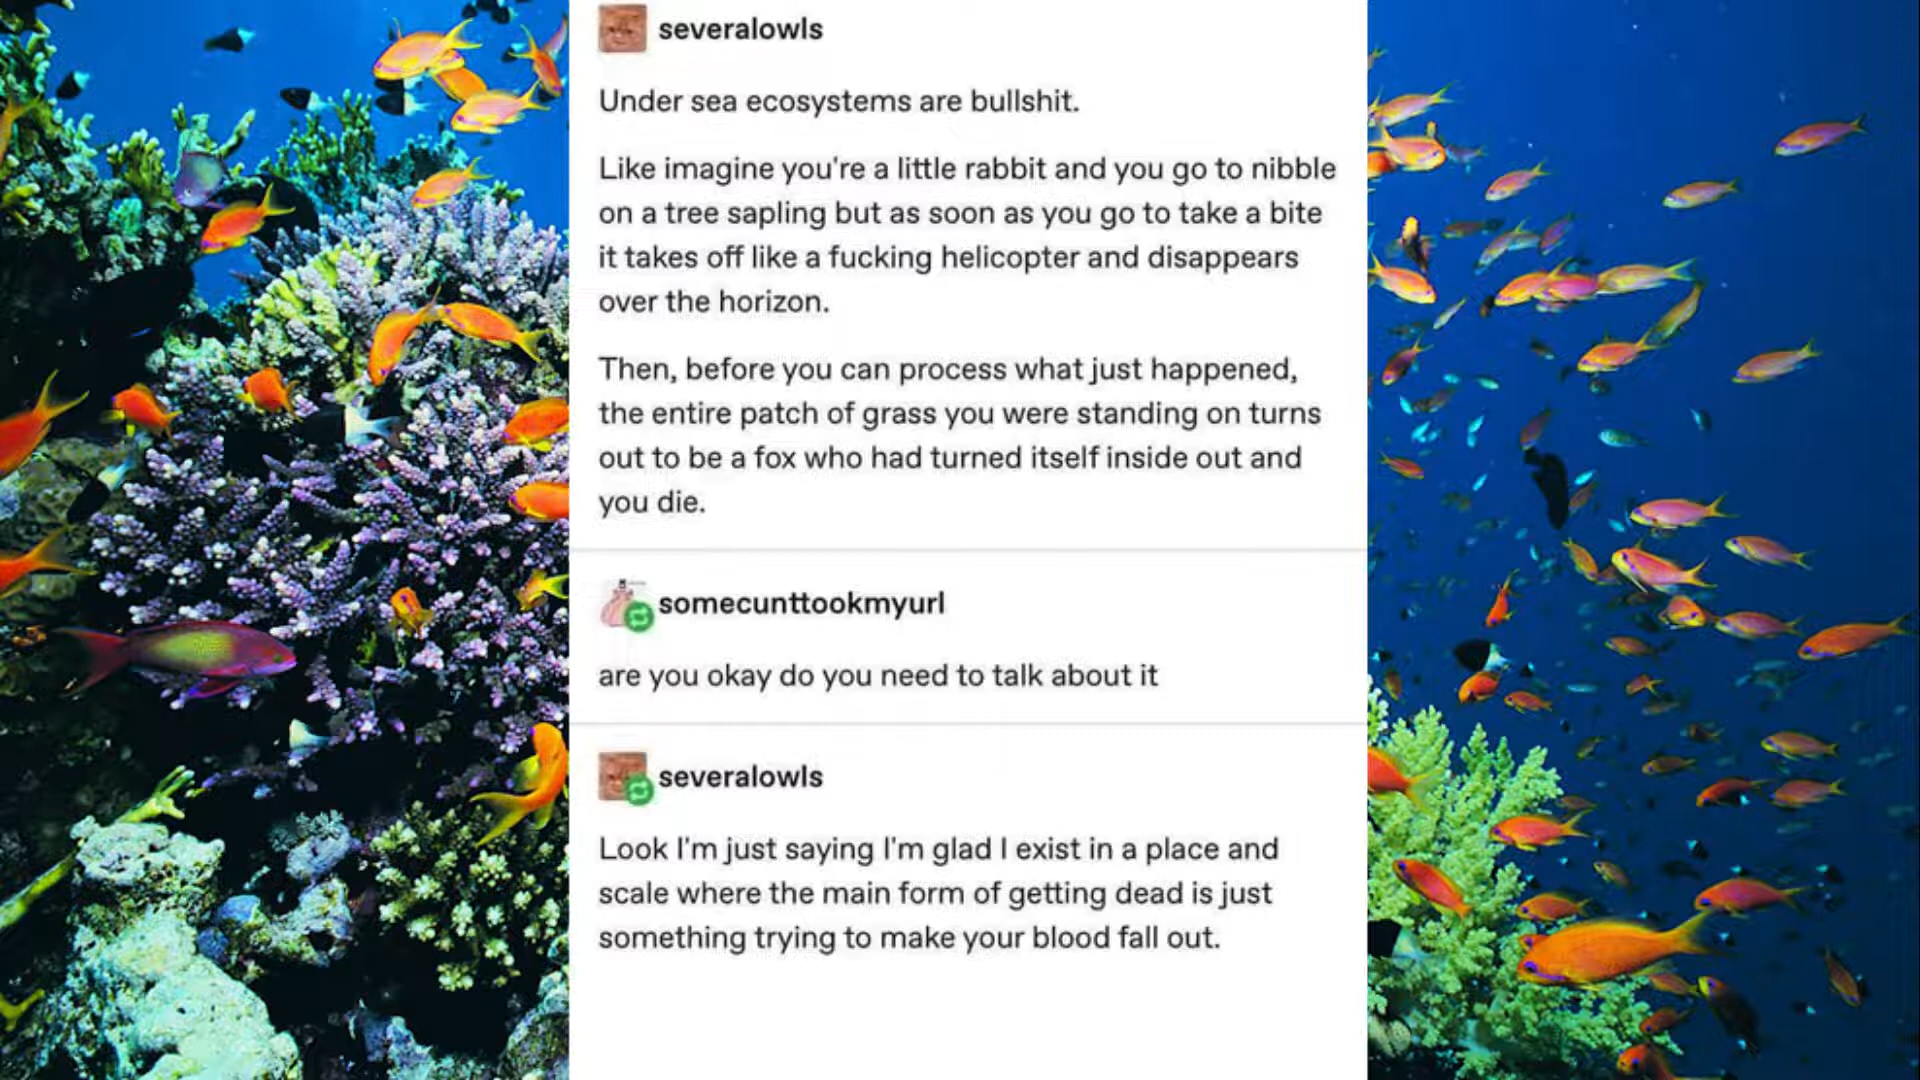 severalowls
Under sea ecosystems are bullshit.
Like imagine you're a little rabbit and you go to nibble
on a tree sapling but as soon as you go to take a bite
it takes off like a fucking helicopter and disappears
over the horizon.
Then, before you can process what just happened,
the entire patch of grass you were standing on turns
out to be a fox who had turned itself inside out and
you die.
somecunttookmyurl
are you okay do you need to talk about it
severalowls
Look I'm just saying I'm glad I exist in a place and
scale where the main form of getting dead is just
something trying to make your blood fall out.